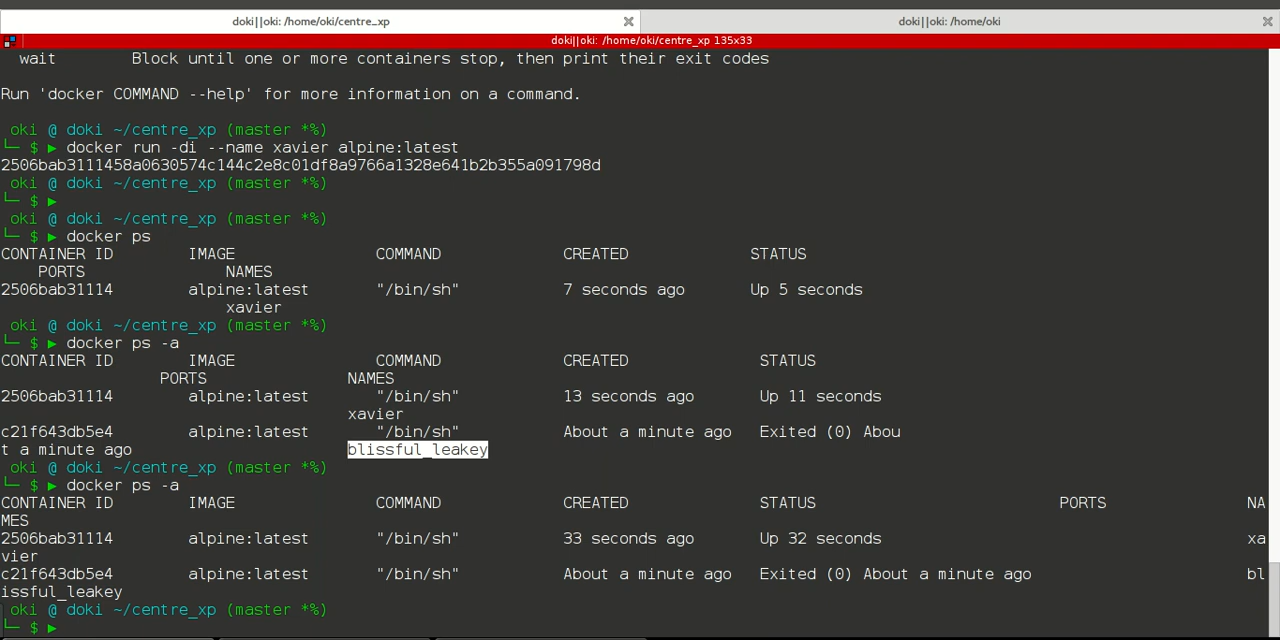 doki||oki: /home/oki/centre_xp
doki||oki: /home/oki
doki||oki: /home/oki/centre_xp 135x33
wait        Block until one or more containers stop, then print their exit codes
Run 'docker COMMAND --help' for more information on a command.
oki @ doki ~/centre_xp (master *%)
└─ $ ▶ docker run -di --name xavier alpine:latest
2506bab3111458a0630574c144c2e8c01df8a9766a1328e641b2b355a091798d
oki @ doki ~/centre_xp (master *%)
└─ $ ▶
oki @ doki ~/centre_xp (master *%)
└─ $ ▶ docker ps
CONTAINER ID        IMAGE               COMMAND             CREATED             STATUS
PORTS               NAMES
2506bab31114        alpine:latest       "/bin/sh"           7 seconds ago       Up 5 seconds
xavier
oki @ doki ~/centre_xp (master *%)
└─ $ ▶ docker ps -a
CONTAINER ID        IMAGE               COMMAND             CREATED              STATUS
PORTS               NAMES
2506bab31114        alpine:latest       "/bin/sh"           13 seconds ago       Up 11 seconds
xavier
c21f643db5e4        alpine:latest       "/bin/sh"           About a minute ago   Exited (0) Abou
t a minute ago                       blissful_leakey
oki @ doki ~/centre_xp (master *%)
└─ $ ▶ docker ps -a
CONTAINER ID        IMAGE               COMMAND             CREATED              STATUS                          PORTS               NA
MES
2506bab31114        alpine:latest       "/bin/sh"           33 seconds ago       Up 32 seconds                                       xa
vier
c21f643db5e4        alpine:latest       "/bin/sh"           About a minute ago   Exited (0) About a minute ago                       bl
issful_leakey
oki @ doki ~/centre_xp (master *%)
└─ $ ▶